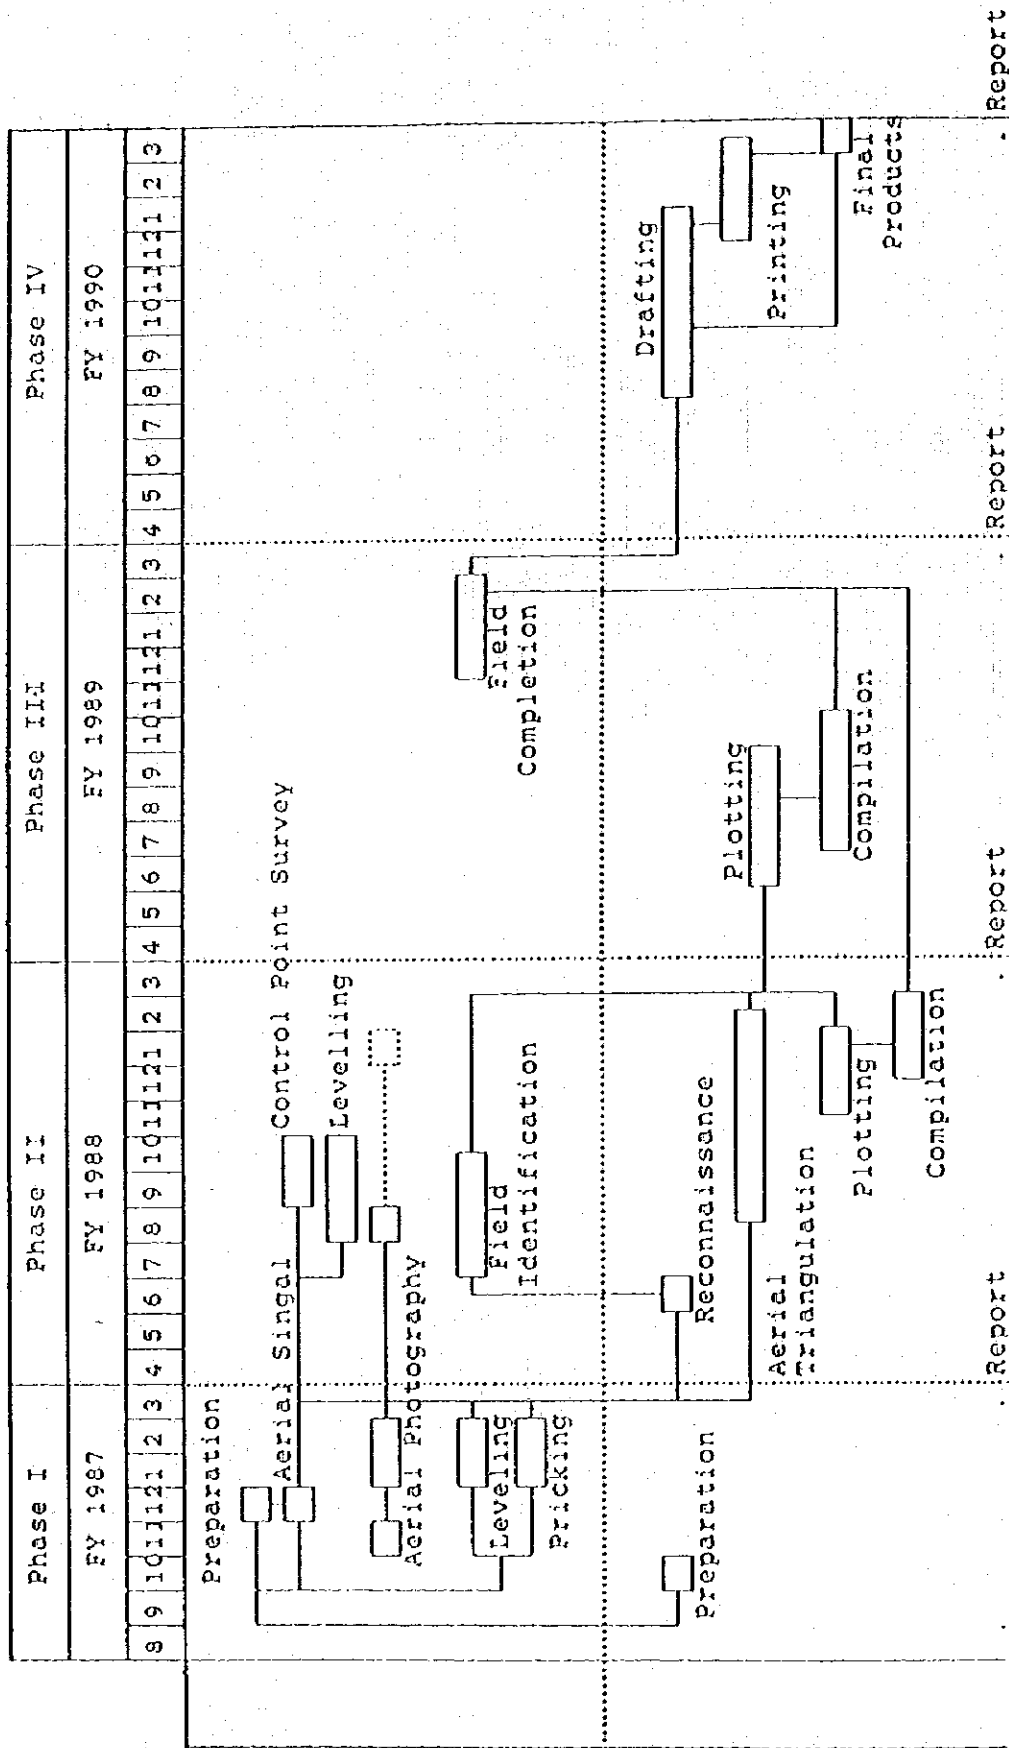 Phase I Phase II Phase III Phase IV
FY 1987 FY 1988 FY 1989 FY 1990
8 9 10 11 12 1 2 3 4 5 6 7 8 9 10 11 12 1 2 3 4 5 6 7 8 9 10 11 12 1 2 3 4 5 6 7 8 9 10 11 12 1 2 3
Preparation
Aerial Singal
Control Point Survey
Levelling
Aerial Photography
Leveling
Pricking
Field
Identification
Field
Completion
Preparation
Reconnaissance
Drafting
Aerial
Triangulation
Plotting
Printing
Plotting
Compilation
Final
Products
Compilation
. . Report . Report . Report . Report